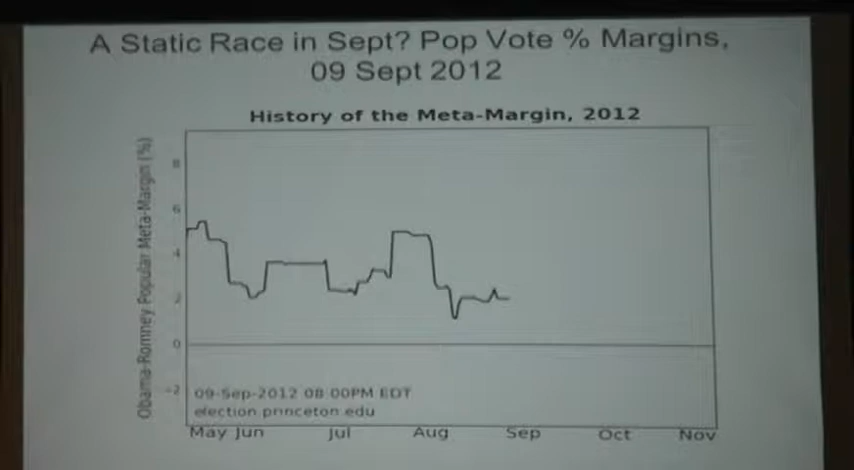 A Static Race in Sept? Pop Vote % Margins,
09 Sept 2012
History of the Meta-Margin, 2012
Obama-Romney Popular Meta-Margin (%)
8
6
4
2
0
-2
09-Sep-2012 08:00PM EDT
election.princeton.edu
May Jun Jul Aug Sep Oct Nov